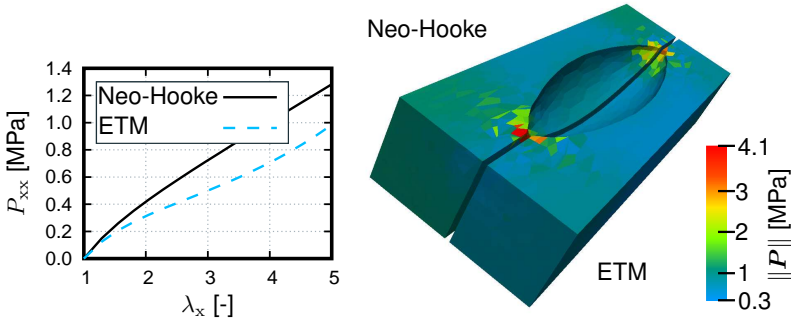 Neo-Hooke
1.4
1.2
1.0
0.8
0.6
0.4
0.2
0.0
P_xx [MPa]
Neo-Hooke
ETM
1 2 3 4 5
λ_x [-]
ETM
4.1
3
2
1
0.3
||P|| [MPa]